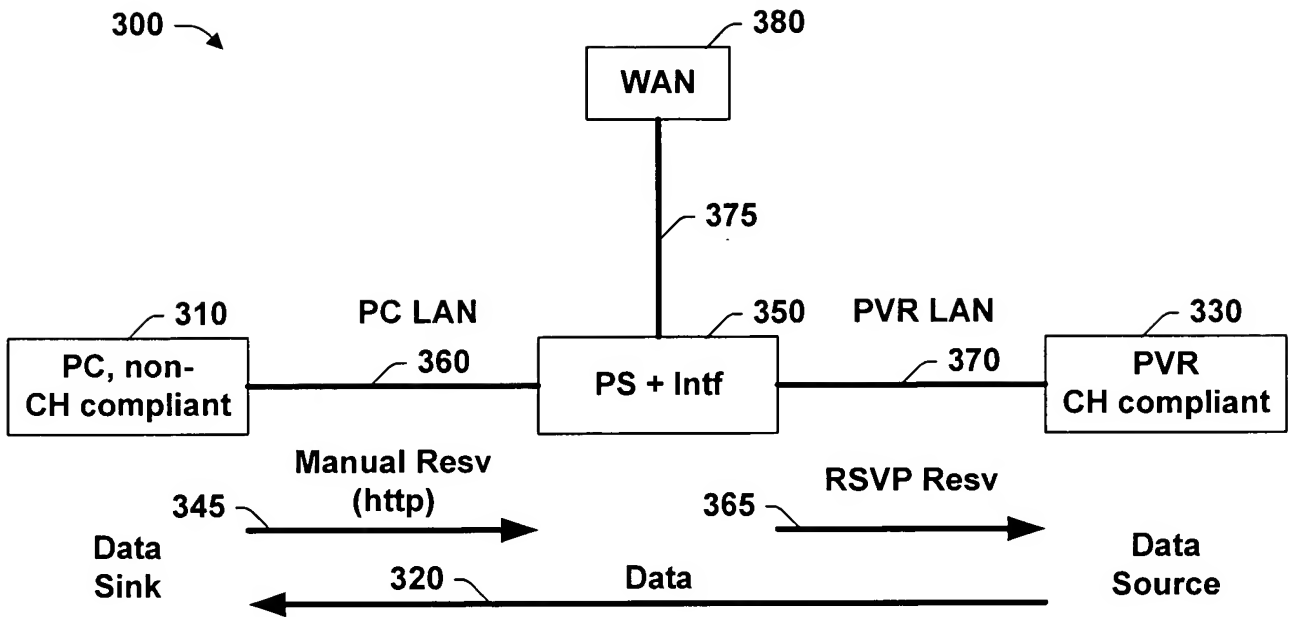 300
380
WAN
375
310
PC LAN
350
PVR LAN
330
PC, non-
CH compliant
360
PS + Intf
370
PVR
CH compliant
Manual Resv
(http)
RSVP Resv
345
365
Data
Sink
320
Data
Data
Source